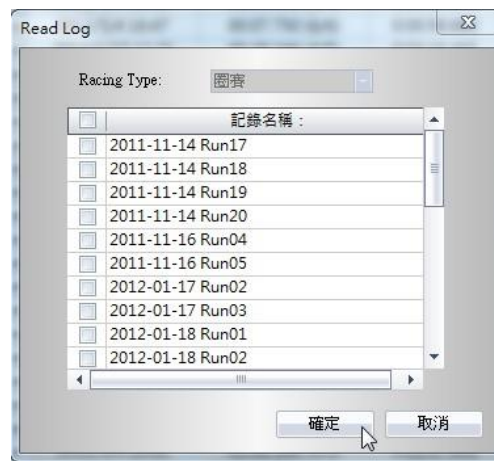 Read Log
Racing Type: 圈賽
記錄名稱：
2011-11-14 Run17
2011-11-14 Run18
2011-11-14 Run19
2011-11-14 Run20
2011-11-16 Run04
2011-11-16 Run05
2012-01-17 Run02
2012-01-17 Run03
2012-01-18 Run01
2012-01-18 Run02
確定 取消